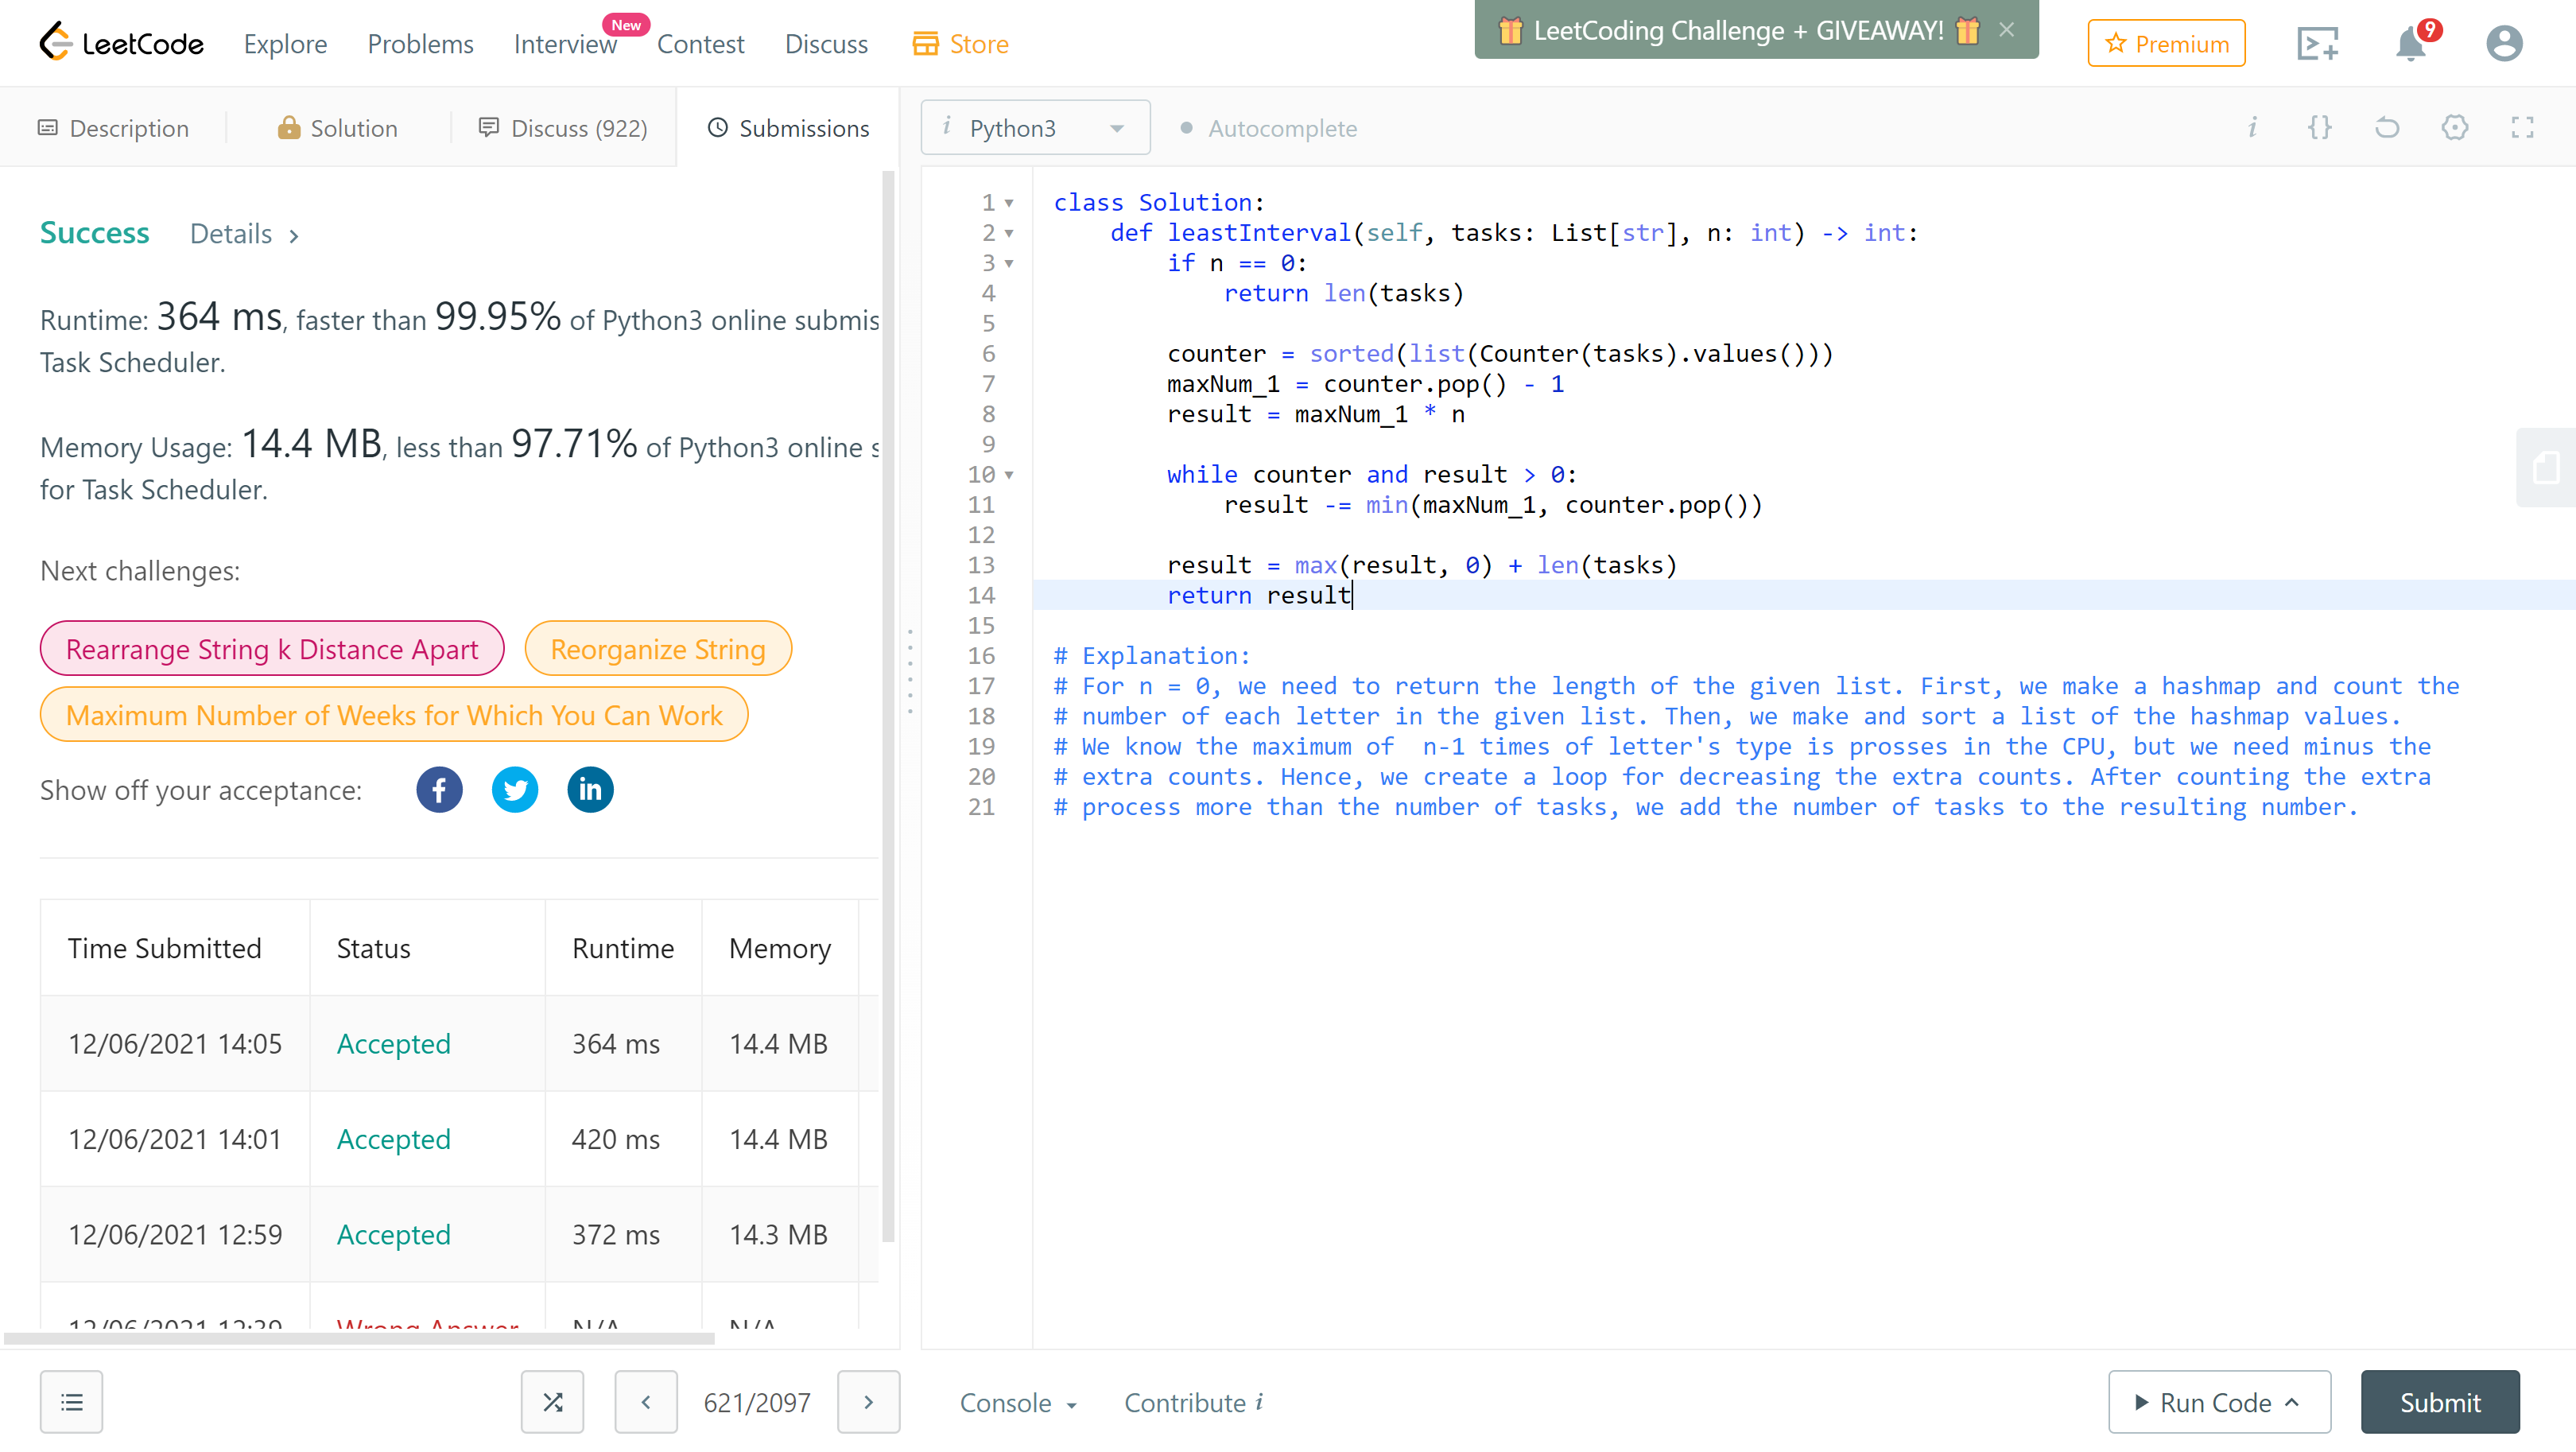 LeetCode Explore Problems Interview New Contest Discuss Store LeetCoding Challenge + GIVEAWAY! Premium 9
Description Solution Discuss (922) Submissions
Success Details
Runtime: 364 ms, faster than 99.95% of Python3 online submis
Task Scheduler.
Memory Usage: 14.4 MB, less than 97.71% of Python3 online s
for Task Scheduler.
Next challenges:
Rearrange String k Distance Apart Reorganize String
Maximum Number of Weeks for Which You Can Work
Show off your acceptance:
Time Submitted Status Runtime Memory
12/06/2021 14:05 Accepted 364 ms 14.4 MB
12/06/2021 14:01 Accepted 420 ms 14.4 MB
12/06/2021 12:59 Accepted 372 ms 14.3 MB
12/06/2021 12:39 Wrong Answer N/A N/A
621/2097
i Python3 Autocomplete i {}
1 class Solution:
2     def leastInterval(self, tasks: List[str], n: int) -> int:
3         if n == 0:
4             return len(tasks)
5
6         counter = sorted(list(Counter(tasks).values()))
7         maxNum_1 = counter.pop() - 1
8         result = maxNum_1 * n
9
10         while counter and result > 0:
11             result -= min(maxNum_1, counter.pop())
12
13         result = max(result, 0) + len(tasks)
14         return result
15
16 # Explanation:
17 # For n = 0, we need to return the length of the given list. First, we make a hashmap and count the
18 # number of each letter in the given list. Then, we make and sort a list of the hashmap values.
19 # We know the maximum of  n-1 times of letter's type is prosses in the CPU, but we need minus the
20 # extra counts. Hence, we create a loop for decreasing the extra counts. After counting the extra
21 # process more than the number of tasks, we add the number of tasks to the resulting number.
Console Contribute i Run Code Submit